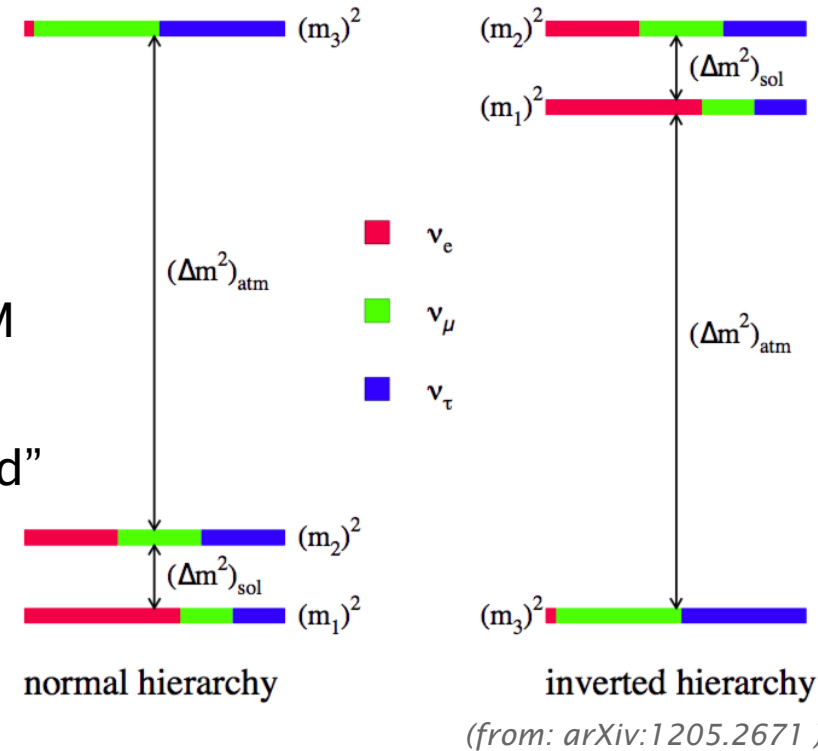 (m₃)²
(Δm²)atm
M
d”
(m₂)²
(Δm²)sol
(m₁)²
normal hierarchy
νe
νμ
ντ
(m₂)²
(Δm²)sol
(m₁)²
(Δm²)atm
(m₃)²
inverted hierarchy
(from: arXiv:1205.2671 )